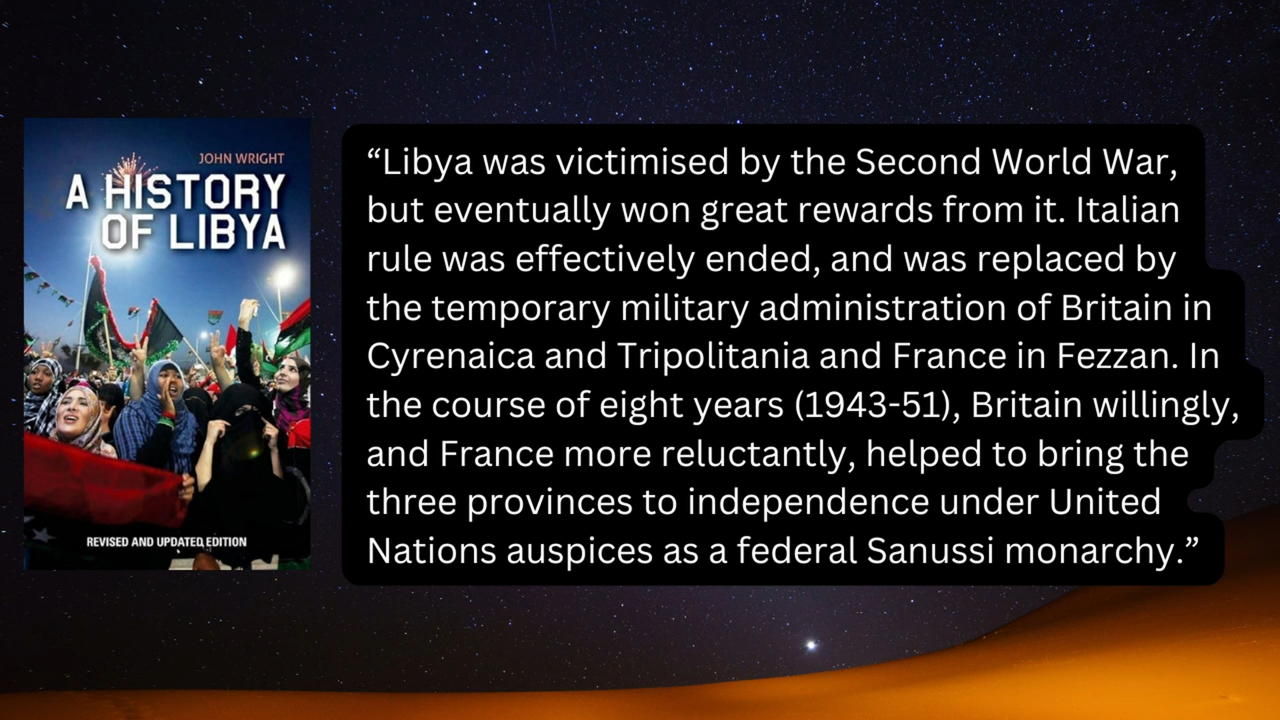 JOHN WRIGHT
A HISTORY
OF LIBYA
REVISED AND UPDATED EDITION
“Libya was victimised by the Second World War,
but eventually won great rewards from it. Italian
rule was effectively ended, and was replaced by
the temporary military administration of Britain in
Cyrenaica and Tripolitania and France in Fezzan. In
the course of eight years (1943-51), Britain willingly,
and France more reluctantly, helped to bring the
three provinces to independence under United
Nations auspices as a federal Sanussi monarchy.”